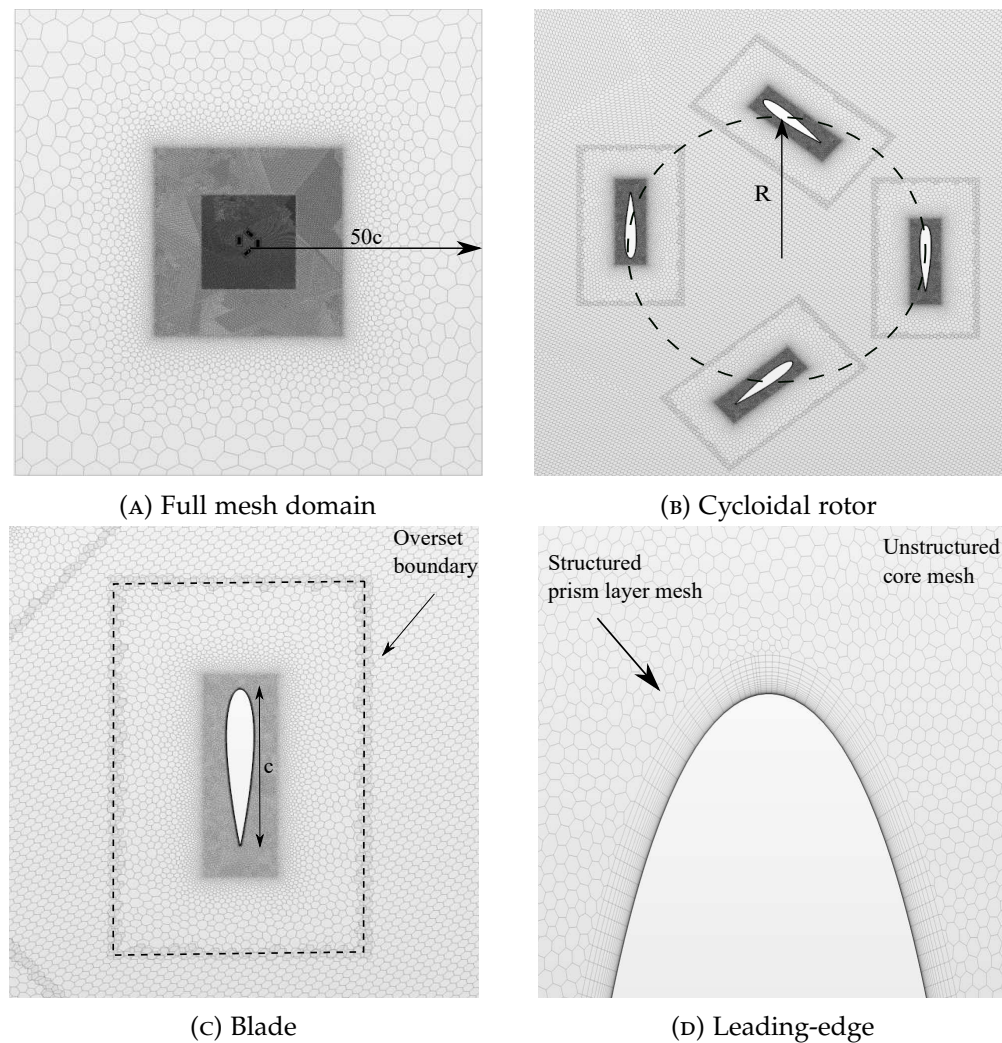 50c
R
(A) Full mesh domain
(B) Cycloidal rotor
Overset
boundary
c
Structured
prism layer mesh
Unstructured
core mesh
(C) Blade
(D) Leading-edge